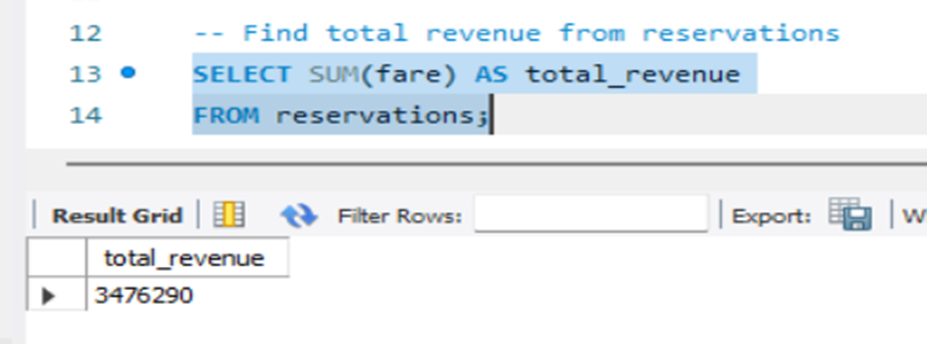 12 -- Find total revenue from reservations
13 SELECT SUM(fare) AS total_revenue
14 FROM reservations;
Result Grid Filter Rows: Export: W
total_revenue
3476290